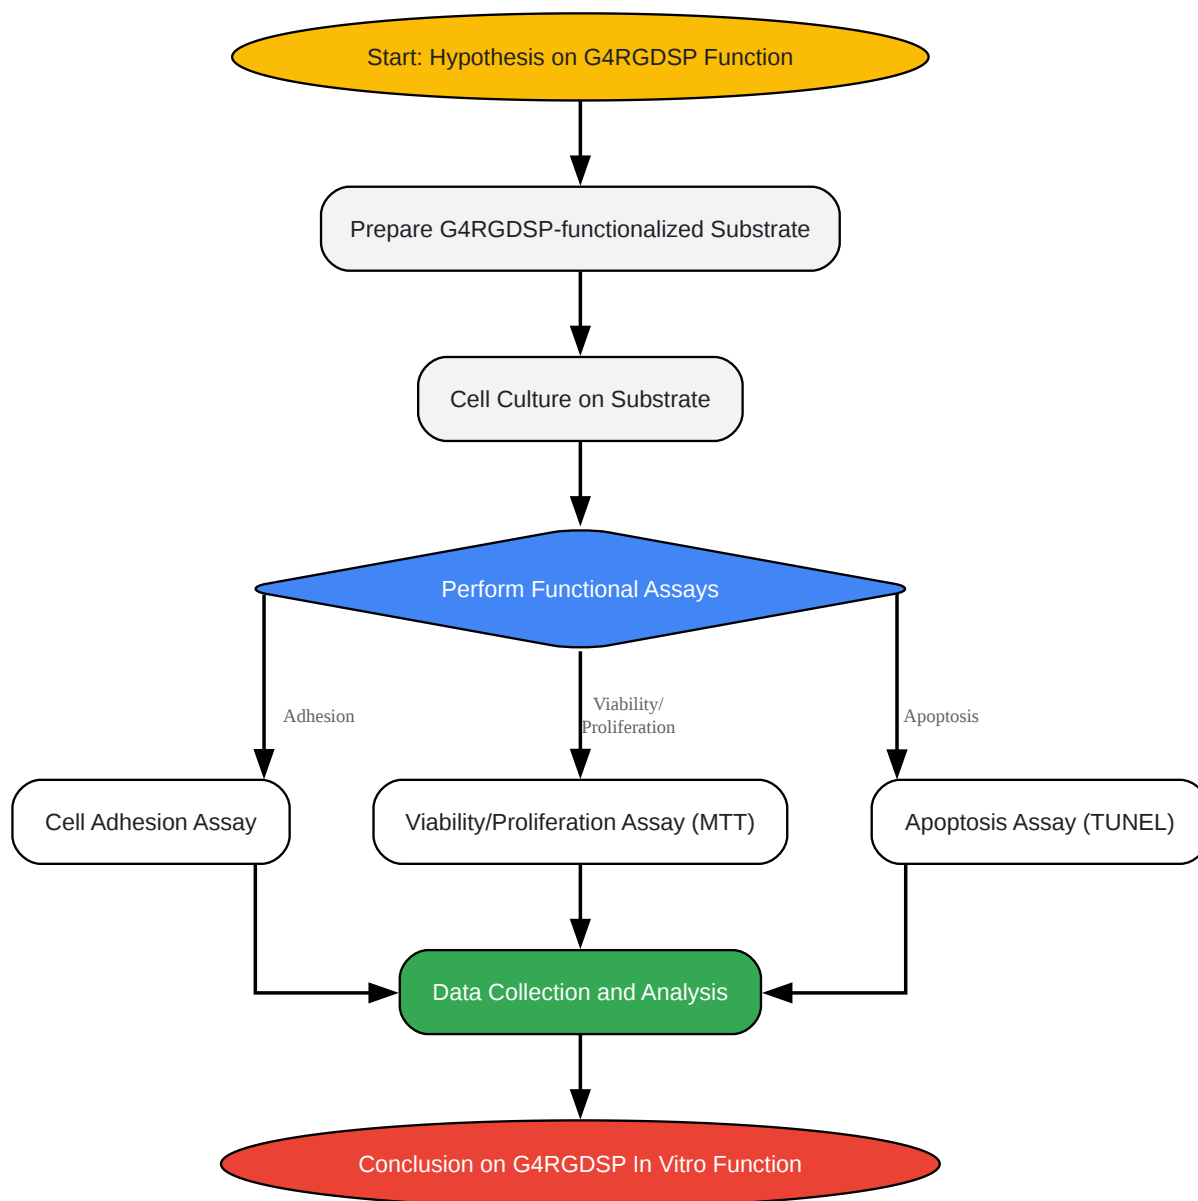 Start: Hypothesis on G4RGDSP Function
Prepare G4RGDSP-functionalized Substrate
Cell Culture on Substrate
Perform Functional Assays
Adhesion
Viability/
Proliferation
Apoptosis
Cell Adhesion Assay
Viability/Proliferation Assay (MTT)
Apoptosis Assay (TUNEL)
Data Collection and Analysis
Conclusion on G4RGDSP In Vitro Function